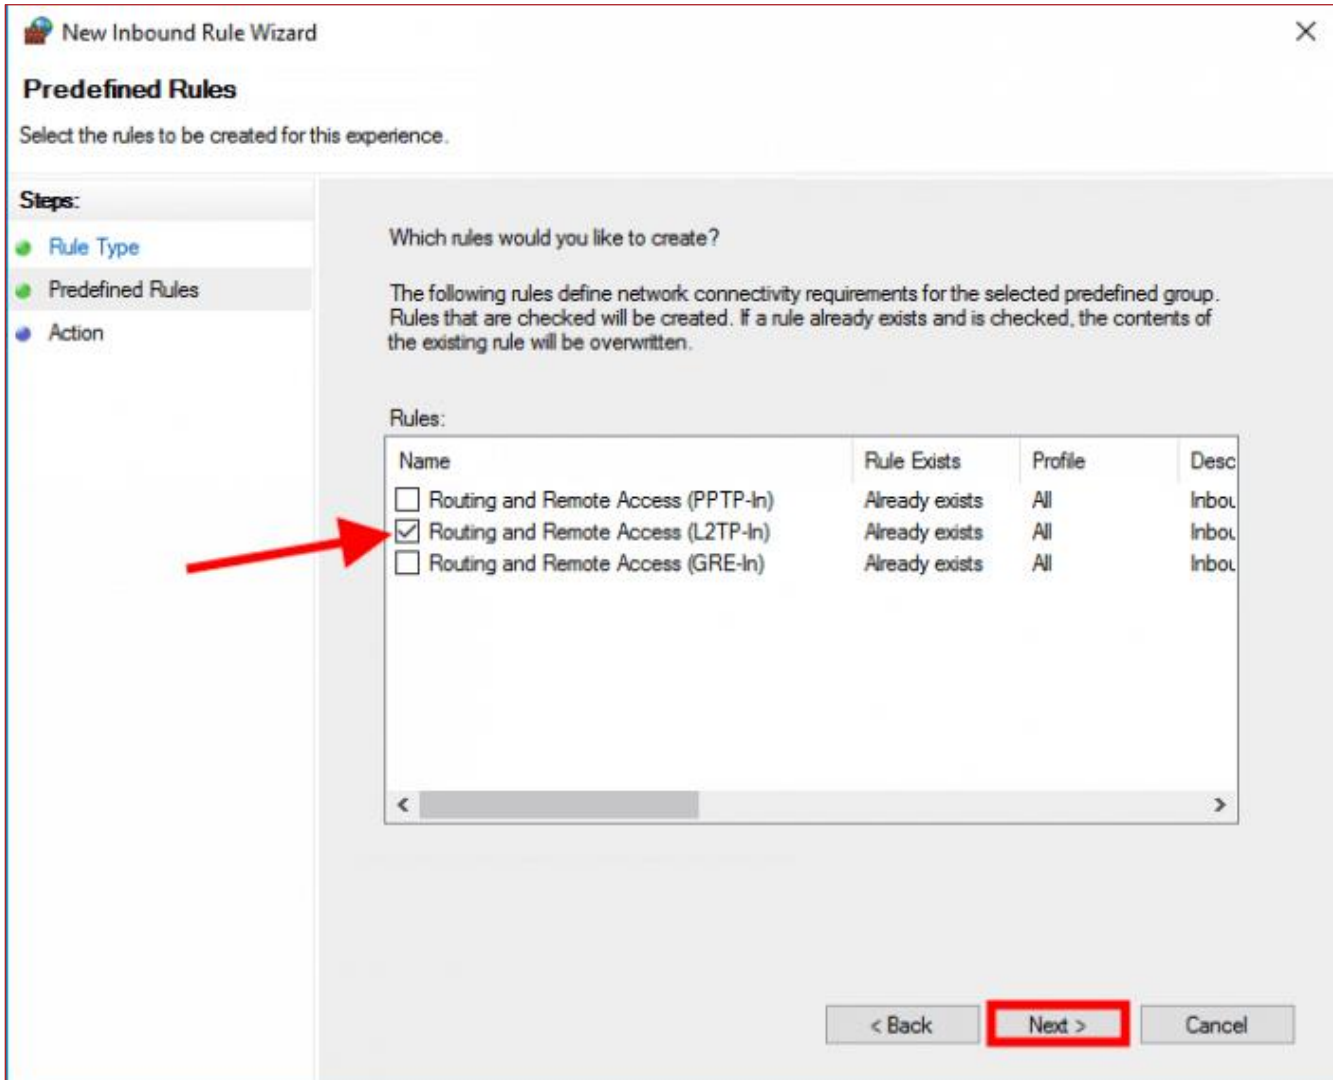 New Inbound Rule Wizard
Predefined Rules
Select the rules to be created for this experience.
Steps:
Rule Type
Predefined Rules
Action
Which rules would you like to create?
The following rules define network connectivity requirements for the selected predefined group.
Rules that are checked will be created. If a rule already exists and is checked, the contents of
the existing rule will be overwritten.
Rules:
Name Rule Exists Profile Desc
Routing and Remote Access (PPTP-In) Already exists All Inbou
Routing and Remote Access (L2TP-In) Already exists All Inbou
Routing and Remote Access (GRE-In) Already exists All Inbou
< Back Next > Cancel